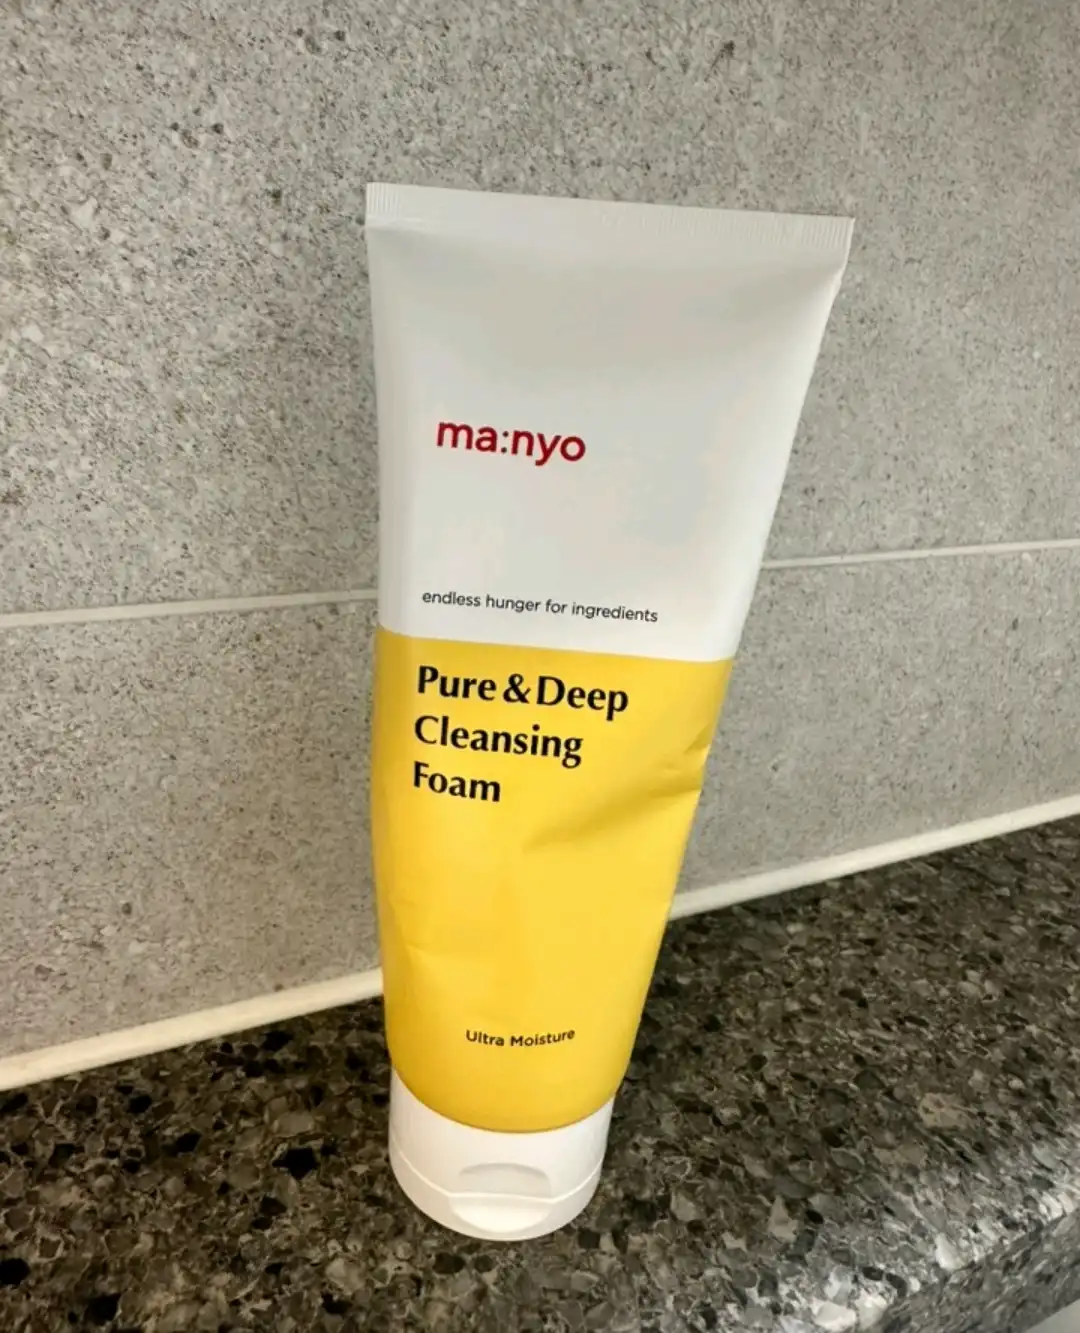 ma:nyo
endless hunger for ingredients
Pure & Deep
Cleansing
Foam
Ultra Moisture